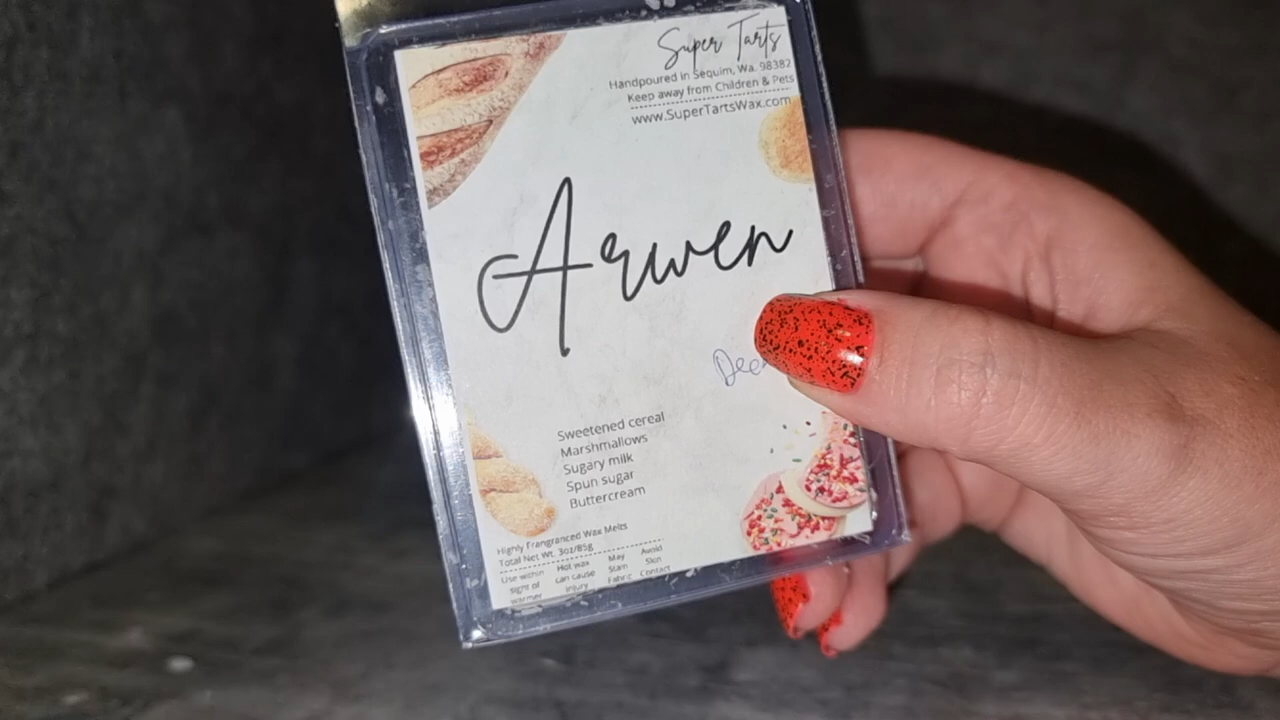 Super Tarts
Handpoured in Sequim, Wa. 98382
Keep away from Children & Pets
www.SuperTartsWax.com
Arwen
Sweetened cereal
Marshmallows
Sugary milk
Spun sugar
Buttercream
Highly Frangranced Wax Melts
Total Net Wt. 3oz/85g
Use within sight of warmer
Hot wax can cause injury
May Stain Fabric
Avoid Skin Contact